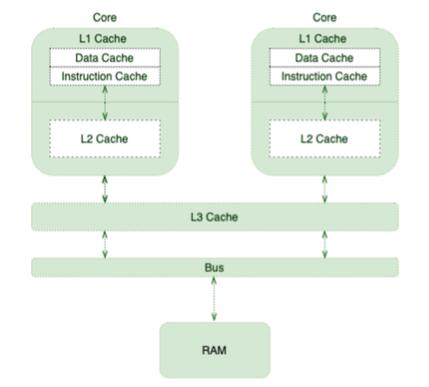 Core
L1 Cache
Data Cache
Instruction Cache
L2 Cache
Core
L1 Cache
Data Cache
Instruction Cache
L2 Cache
L3 Cache
Bus
RAM